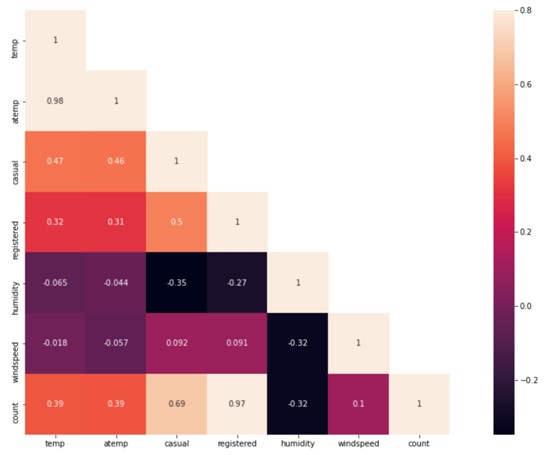 temp 1
atemp 0.98 1
casual 0.47 0.46 1
registered 0.32 0.31 0.5 1
humidity -0.065 -0.044 -0.35 -0.27 1
windspeed -0.018 -0.057 0.092 0.091 -0.32 1
count 0.39 0.39 0.69 0.97 -0.32 0.1 1
temp atemp casual registered humidity windspeed count
0.8
0.6
0.4
0.2
0.0
-0.2